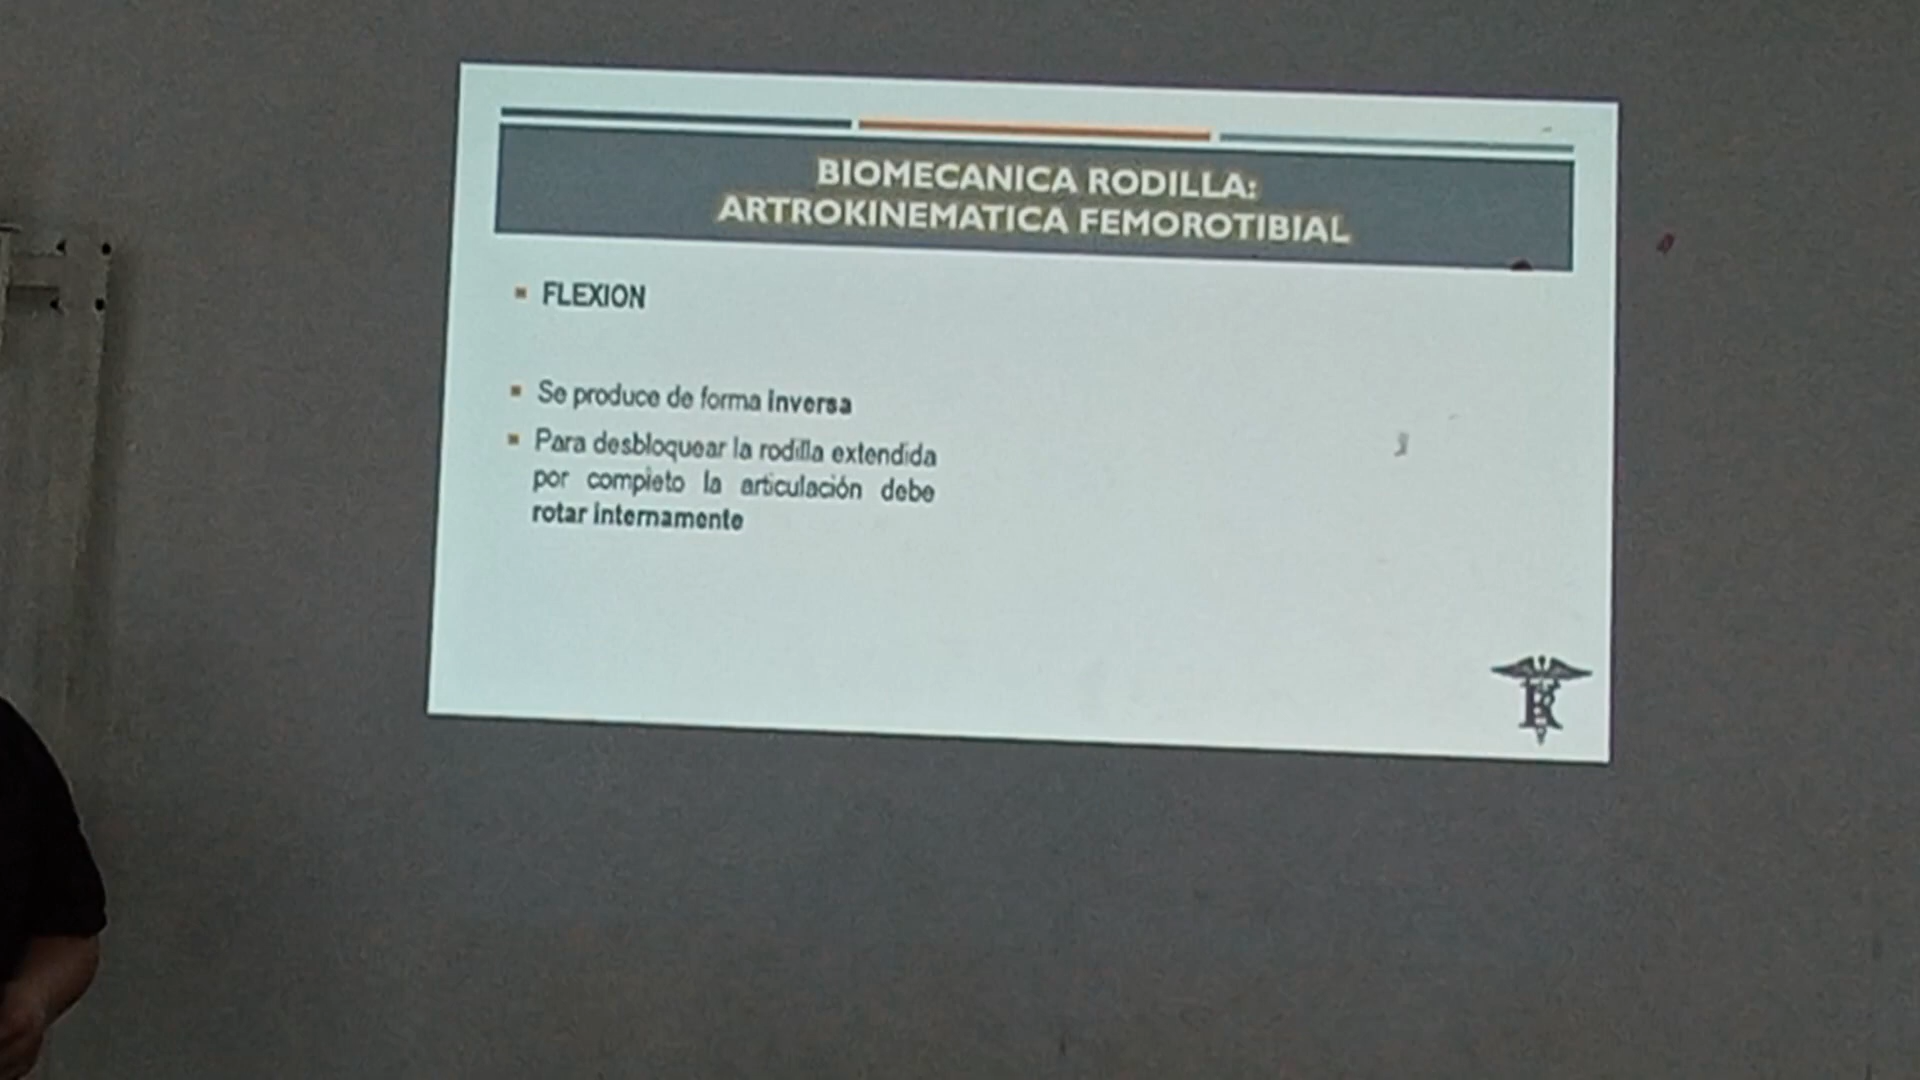 BIOMECANICA RODILLA:
ARTROKINEMATICA FEMOROTIBIAL
FLEXION
Se produce de forma inversa
Para desbloquear la rodilla extendida
por completo la articulación debe
rotar internamente
K